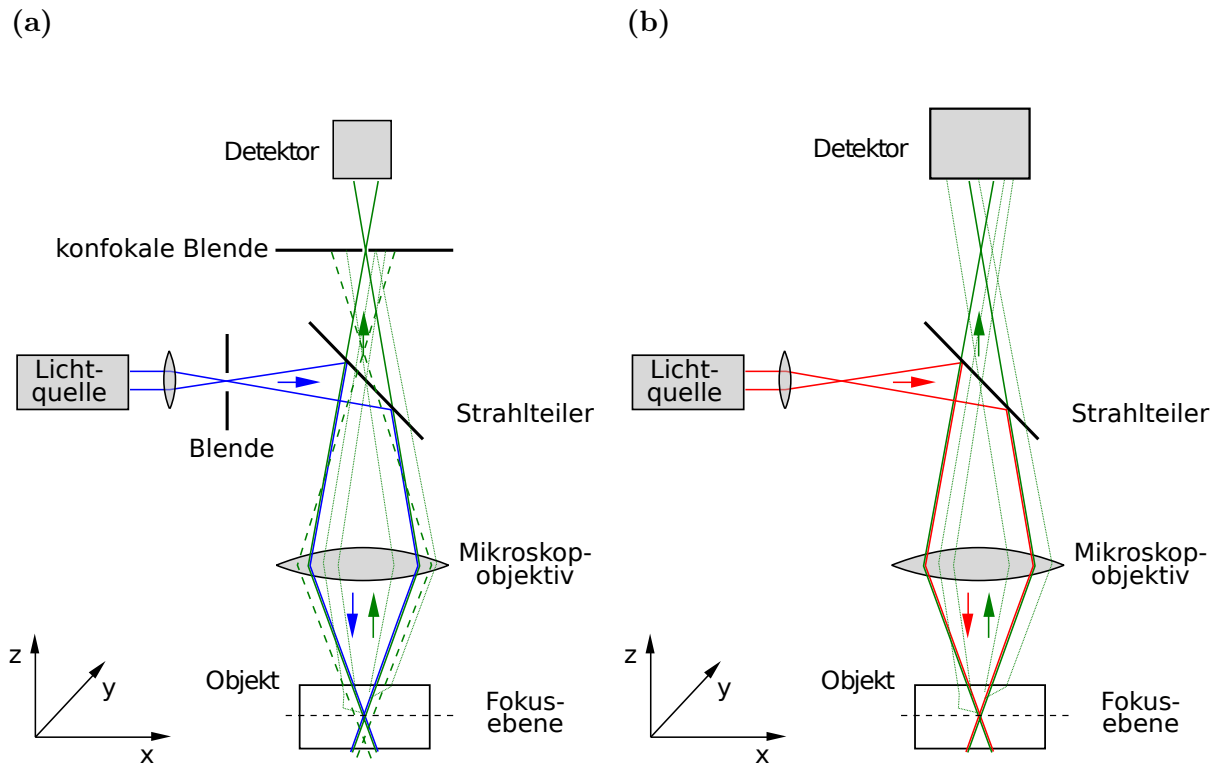 (a)
Detektor
konfokale Blende
Licht-
quelle
Blende
Strahlteiler
Mikroskop-
objektiv
Objekt
Fokus-
ebene
z
y
x
(b)
Detektor
Licht-
quelle
Strahlteiler
Mikroskop-
objektiv
Objekt
Fokus-
ebene
z
y
x